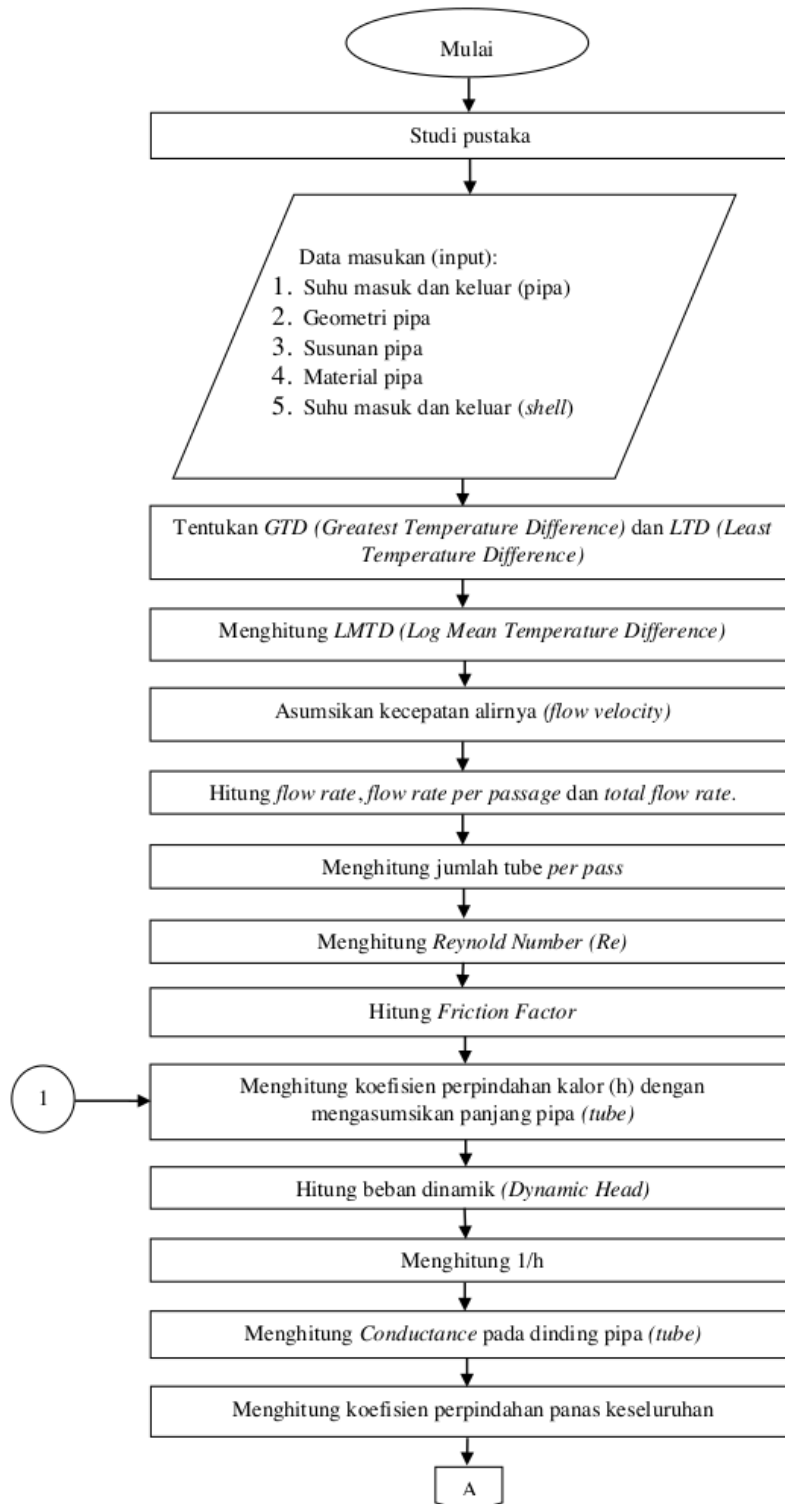 Mulai
Studi pustaka
Data masukan (input):
1. Suhu masuk dan keluar (pipa)
2. Geometri pipa
3. Susunan pipa
4. Material pipa
5. Suhu masuk dan keluar (shell)
Tentukan GTD (Greatest Temperature Difference) dan LTD (Least
Temperature Difference)
Menghitung LMTD (Log Mean Temperature Difference)
Asumsikan kecepatan alirnya (flow velocity)
Hitung flow rate, flow rate per passage dan total flow rate.
Menghitung jumlah tube per pass
Menghitung Reynold Number (Re)
Hitung Friction Factor
1
Menghitung koefisien perpindahan kalor (h) dengan
mengasumsikan panjang pipa (tube)
Hitung beban dinamik (Dynamic Head)
Menghitung 1/h
Menghitung Conductance pada dinding pipa (tube)
Menghitung koefisien perpindahan panas keseluruhan
A